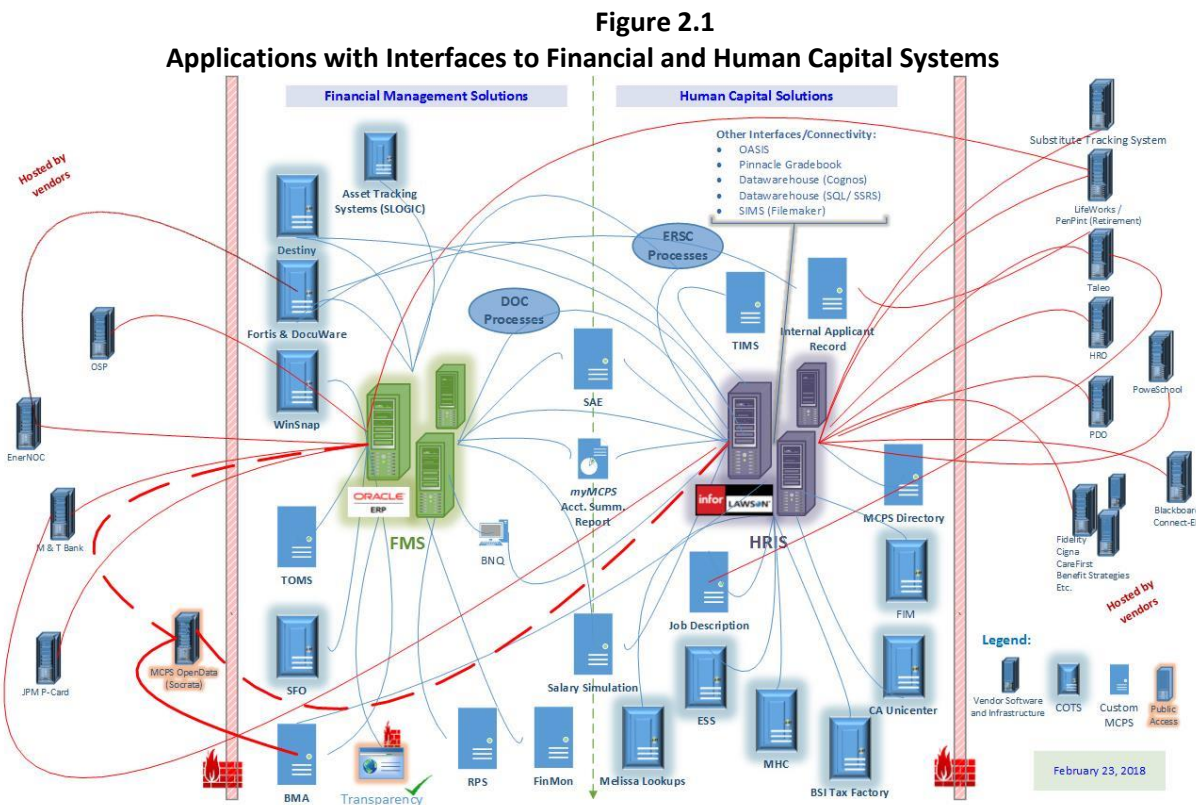 Figure 2.1
Applications with Interfaces to Financial and Human Capital Systems
Financial Management Solutions
Human Capital Solutions
Hosted by
vendors
OSP
EnerNOC
M & T Bank
JPM P-Card
MCPS OpenData
(Socrata)
Asset Tracking
Systems (SLOGIC)
Destiny
Fortis & DocuWare
WinSnap
DOC
Processes
ORACLE
ERP
FMS
TOMS
SFO
BMA
Transparency
RPS
FinMon
BNQ
SAE
myMCPS
Acct. Summ.
Report
Salary Simulation
Other Interfaces/Connectivity:
• OASIS
• Pinnacle Gradebook
• Datawarehouse (Cognos)
• Datawarehouse (SQL/ SSRS)
• SIMS (Filemaker)
ERSC
Processes
TIMS
Internal Applicant
Record
infor
LAWSON
HRIS
MCPS Directory
Job Description
FIM
ESS
CA Unicenter
Melissa Lookups
MHC
BSI Tax Factory
Substitute Tracking System
LifeWorks /
PenPint (Retirement)
Taleo
HRO
PoweSchool
PDO
Blackboard
Connect-E
Fidelity
Cigna
CareFirst
Benefit Strategies
Etc.
Hosted by
vendors
Legend:
Vendor Software
and Infrastructure
COTS
Custom
MCPS
Public
Access
February 23, 2018